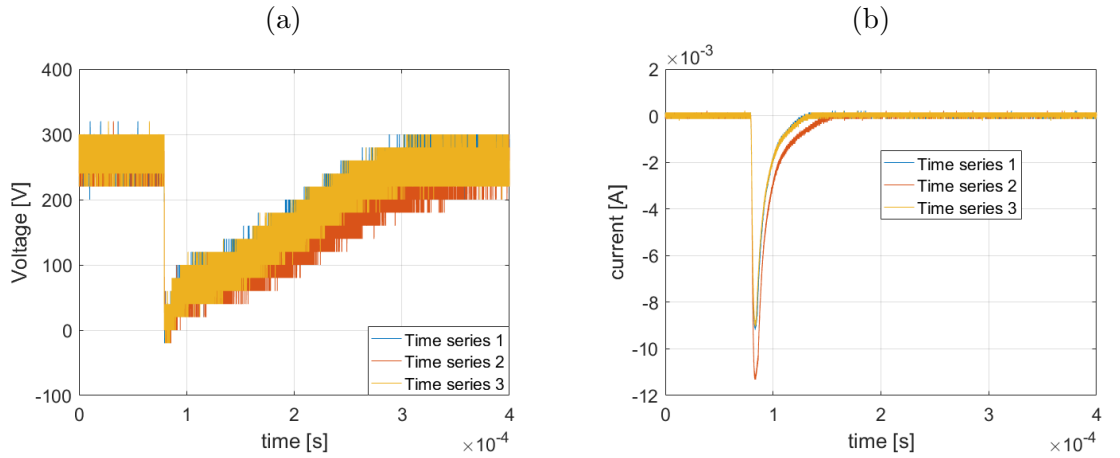 (a)
400
300
200
100
0
-100
Voltage [V]
0
1
2
3
4
time [s]
×10⁻⁴
Time series 1
Time series 2
Time series 3
(b)
×10⁻³
2
0
-2
-4
-6
-8
-10
-12
current [A]
0
1
2
3
4
time [s]
×10⁻⁴
Time series 1
Time series 2
Time series 3